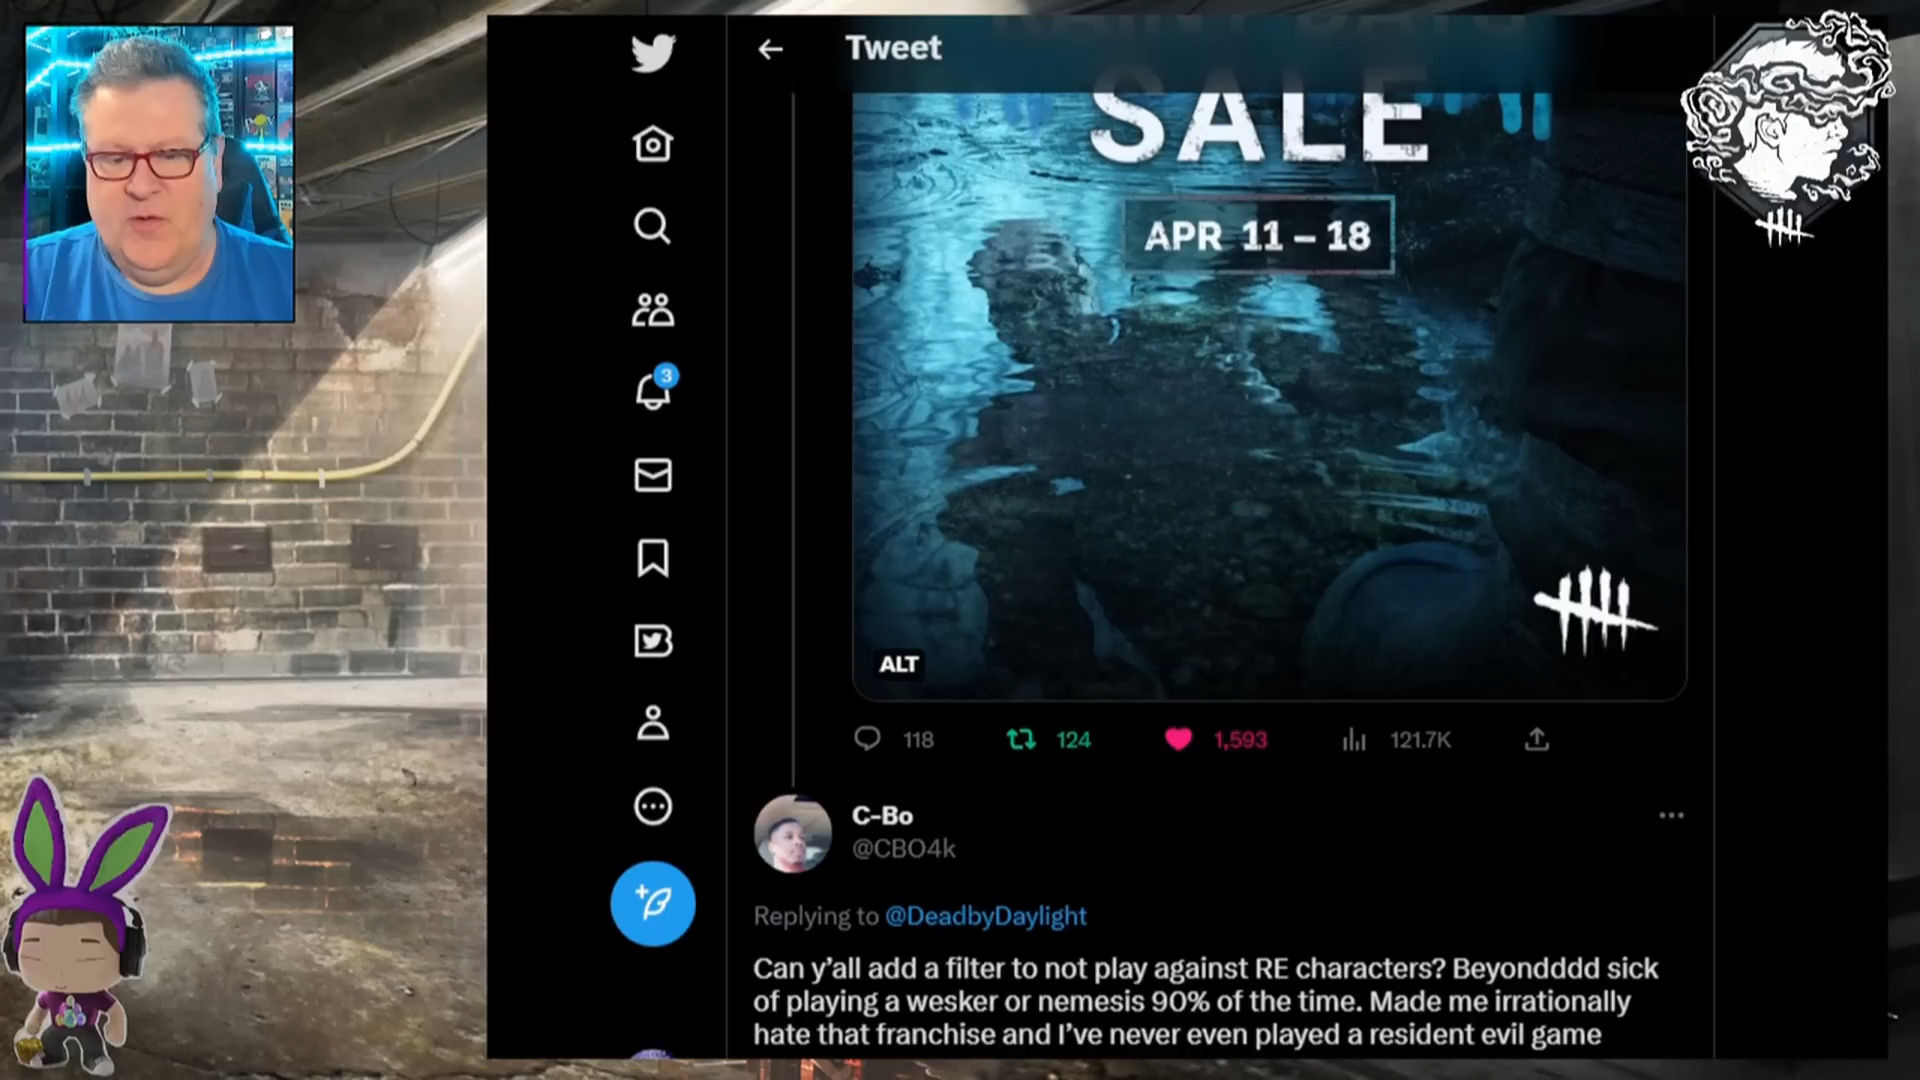 Tweet
SALE
APR 11 – 18
3
ALT
118
124
1,593
121.7K
C-Bo
@CBO4k
Replying to @DeadbyDaylight
Can y’all add a filter to not play against RE characters? Beyondddd sick
of playing a wesker or nemesis 90% of the time. Made me irrationally
hate that franchise and I’ve never even played a resident evil game